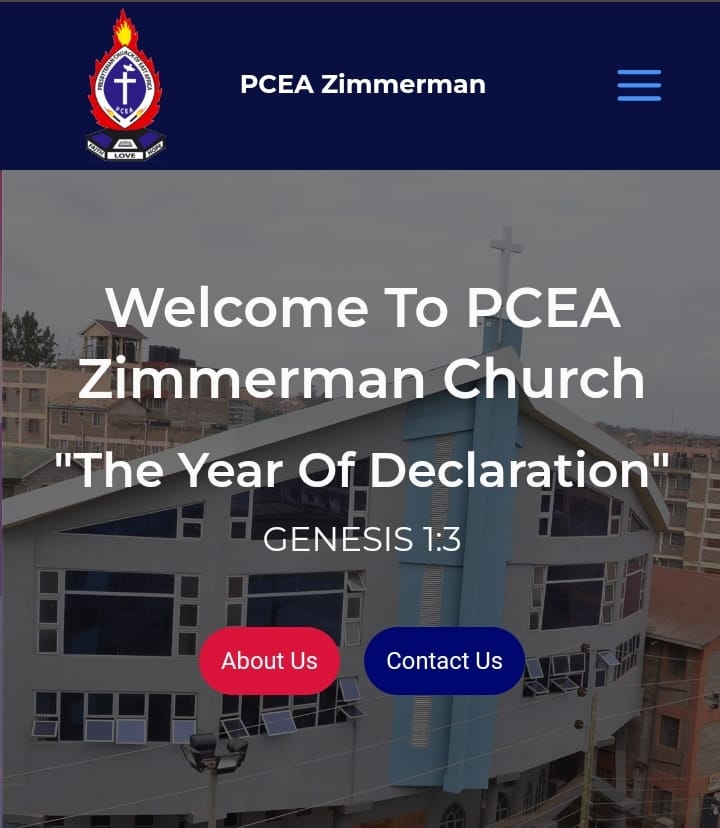 PRESBYTERIAN CHURCH OF EAST AFRICA
PCEA
FAITH LOVE HOPE
PCEA Zimmerman
Welcome To PCEA
Zimmerman Church
"The Year Of Declaration"
GENESIS 1:3
About Us
Contact Us